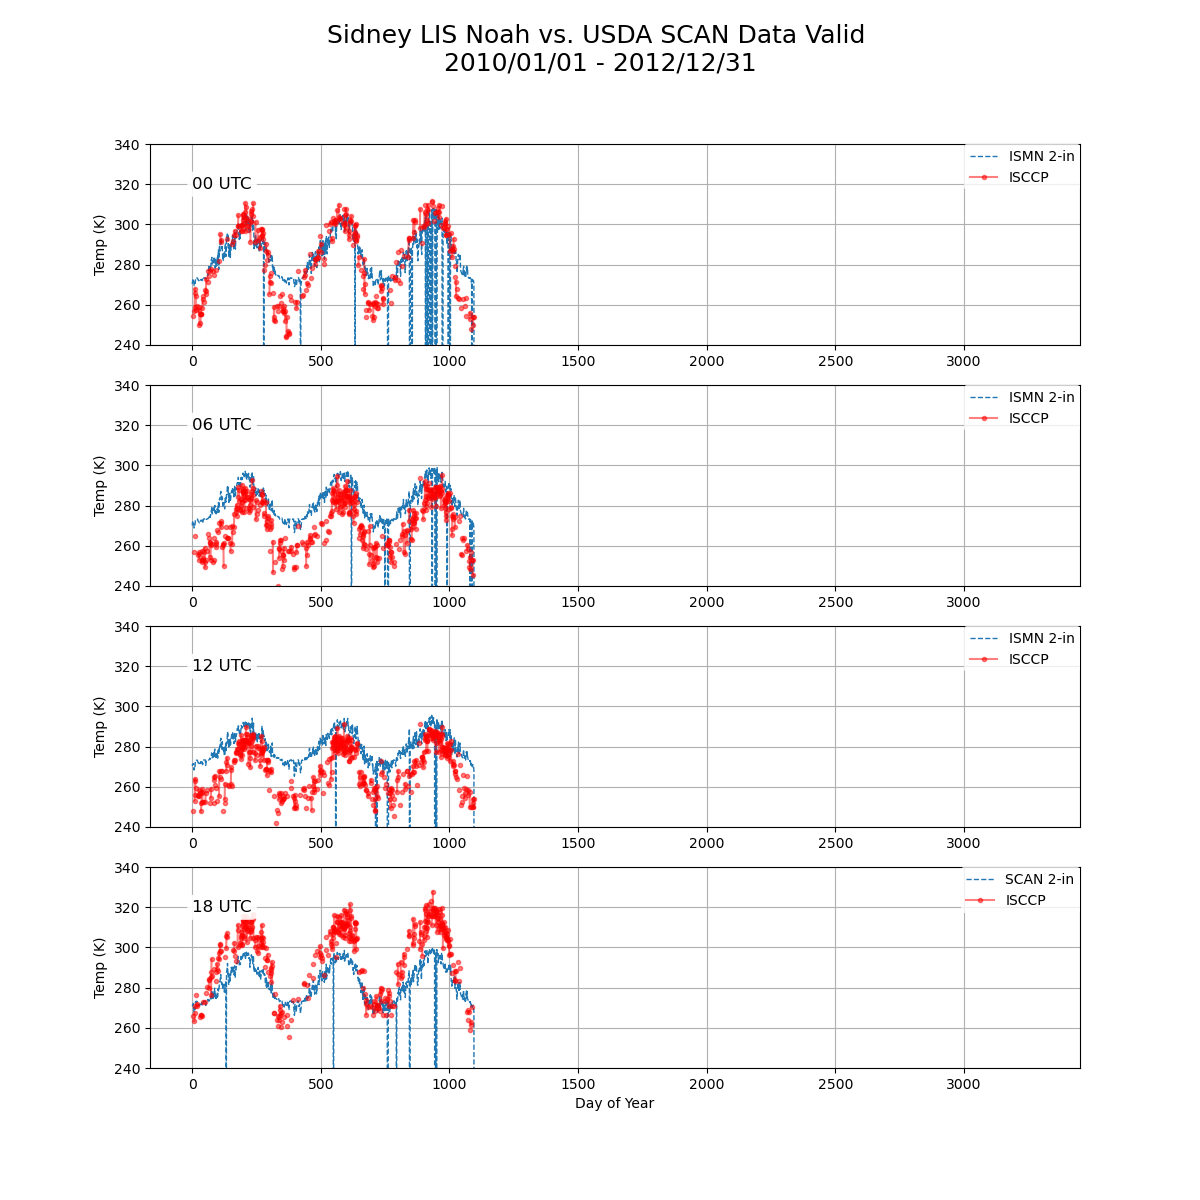 Sidney LIS Noah vs. USDA SCAN Data Valid
2010/01/01 - 2012/12/31
340
320
300
280
260
240
Temp (K)
00 UTC
ISMN 2-in
ISCCP
0 500 1000 1500 2000 2500 3000
340
320
300
280
260
240
Temp (K)
06 UTC
ISMN 2-in
ISCCP
0 500 1000 1500 2000 2500 3000
340
320
300
280
260
240
Temp (K)
12 UTC
ISMN 2-in
ISCCP
0 500 1000 1500 2000 2500 3000
340
320
300
280
260
240
Temp (K)
18 UTC
SCAN 2-in
ISCCP
0 500 1000 1500 2000 2500 3000
Day of Year